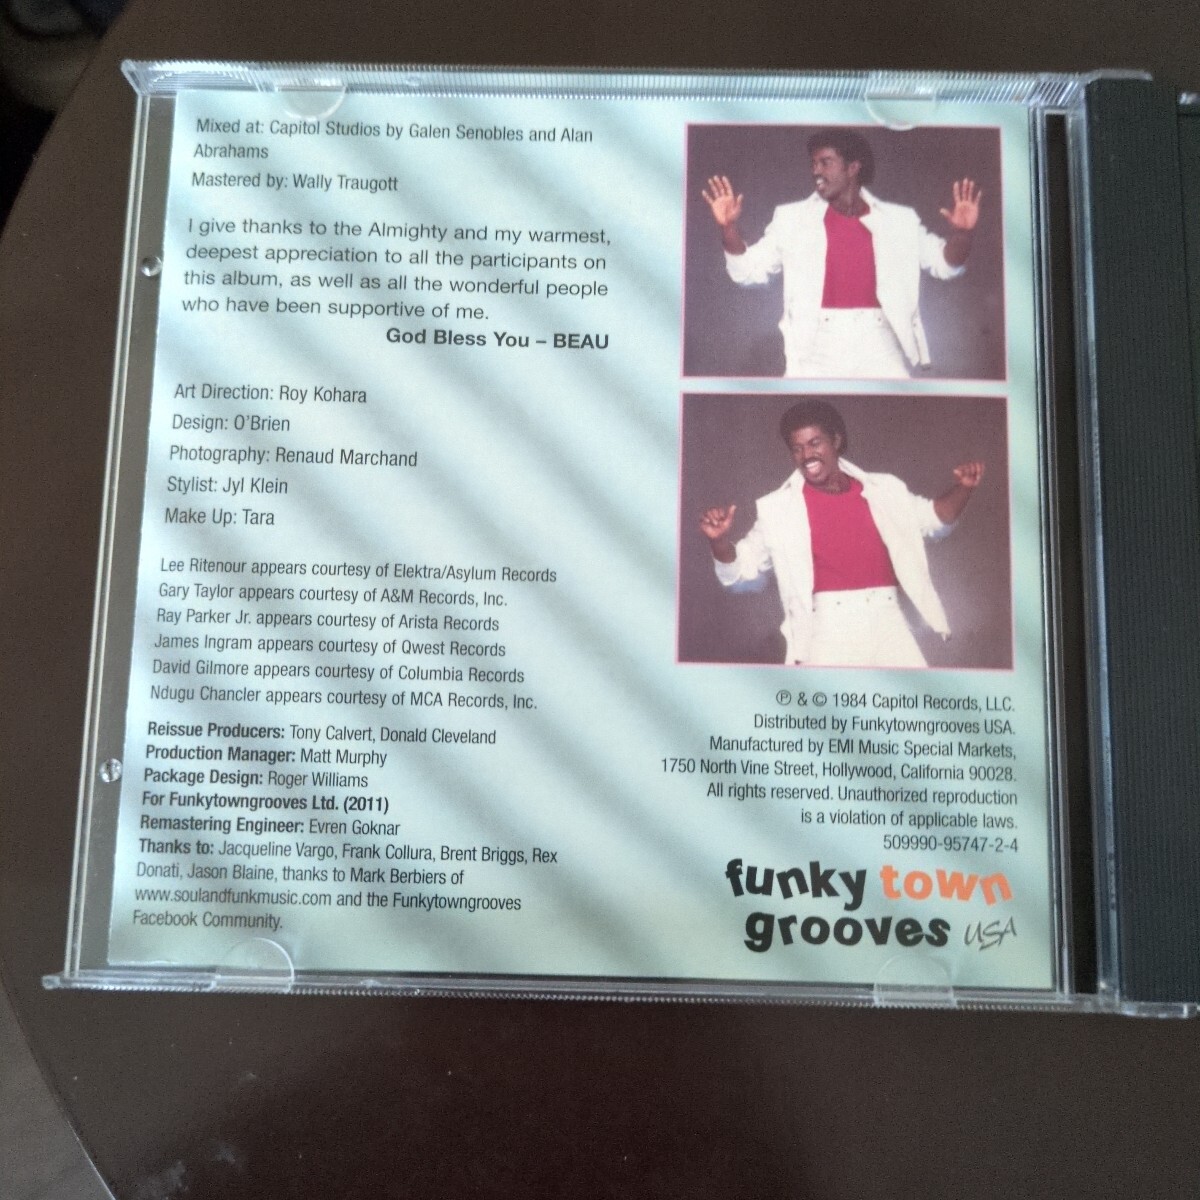 Mixed at: Capitol Studios by Galen Senobles and Alan
Abrahams
Mastered by: Wally Traugott
I give thanks to the Almighty and my warmest,
deepest appreciation to all the participants on
this album, as well as all the wonderful people
who have been supportive of me.
God Bless You – BEAU
Art Direction: Roy Kohara
Design: O'Brien
Photography: Renaud Marchand
Stylist: Jyl Klein
Make Up: Tara
Lee Ritenour appears courtesy of Elektra/Asylum Records
Gary Taylor appears courtesy of A&M Records, Inc.
Ray Parker Jr. appears courtesy of Arista Records
James Ingram appears courtesy of Qwest Records
David Gilmore appears courtesy of Columbia Records
Ndugu Chancler appears courtesy of MCA Records, Inc.
Reissue Producers: Tony Calvert, Donald Cleveland
Production Manager: Matt Murphy
Package Design: Roger Williams
For Funkytowngrooves Ltd. (2011)
Remastering Engineer: Evren Goknar
Thanks to: Jacqueline Vargo, Frank Collura, Brent Briggs, Rex
Donati, Jason Blaine, thanks to Mark Berbiers of
www.soulandfunkmusic.com and the Funkytowngrooves
Facebook Community.
℗ & © 1984 Capitol Records, LLC.
Distributed by Funkytowngrooves USA.
Manufactured by EMI Music Special Markets,
1750 North Vine Street, Hollywood, California 90028.
All rights reserved. Unauthorized reproduction
is a violation of applicable laws.
509990-95747-2-4
funky town
grooves USA